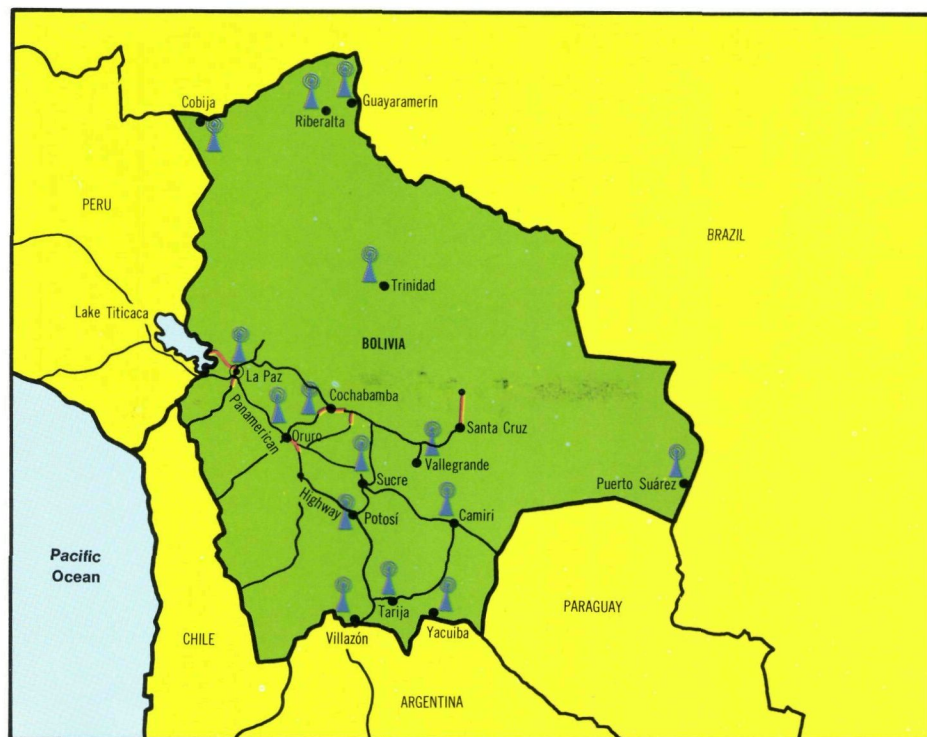 Cobija
Guayaramerín
Riberalta
PERU
BRAZIL
Trinidad
Lake Titicaca
BOLIVIA
La Paz
Cochabamba
Panamerican
Oruro
Santa Cruz
Vallegrande
Sucre
Puerto Suárez
Highway
Potosí
Camiri
Pacific
Ocean
Tarija
PARAGUAY
Yacuiba
Villazón
CHILE
ARGENTINA